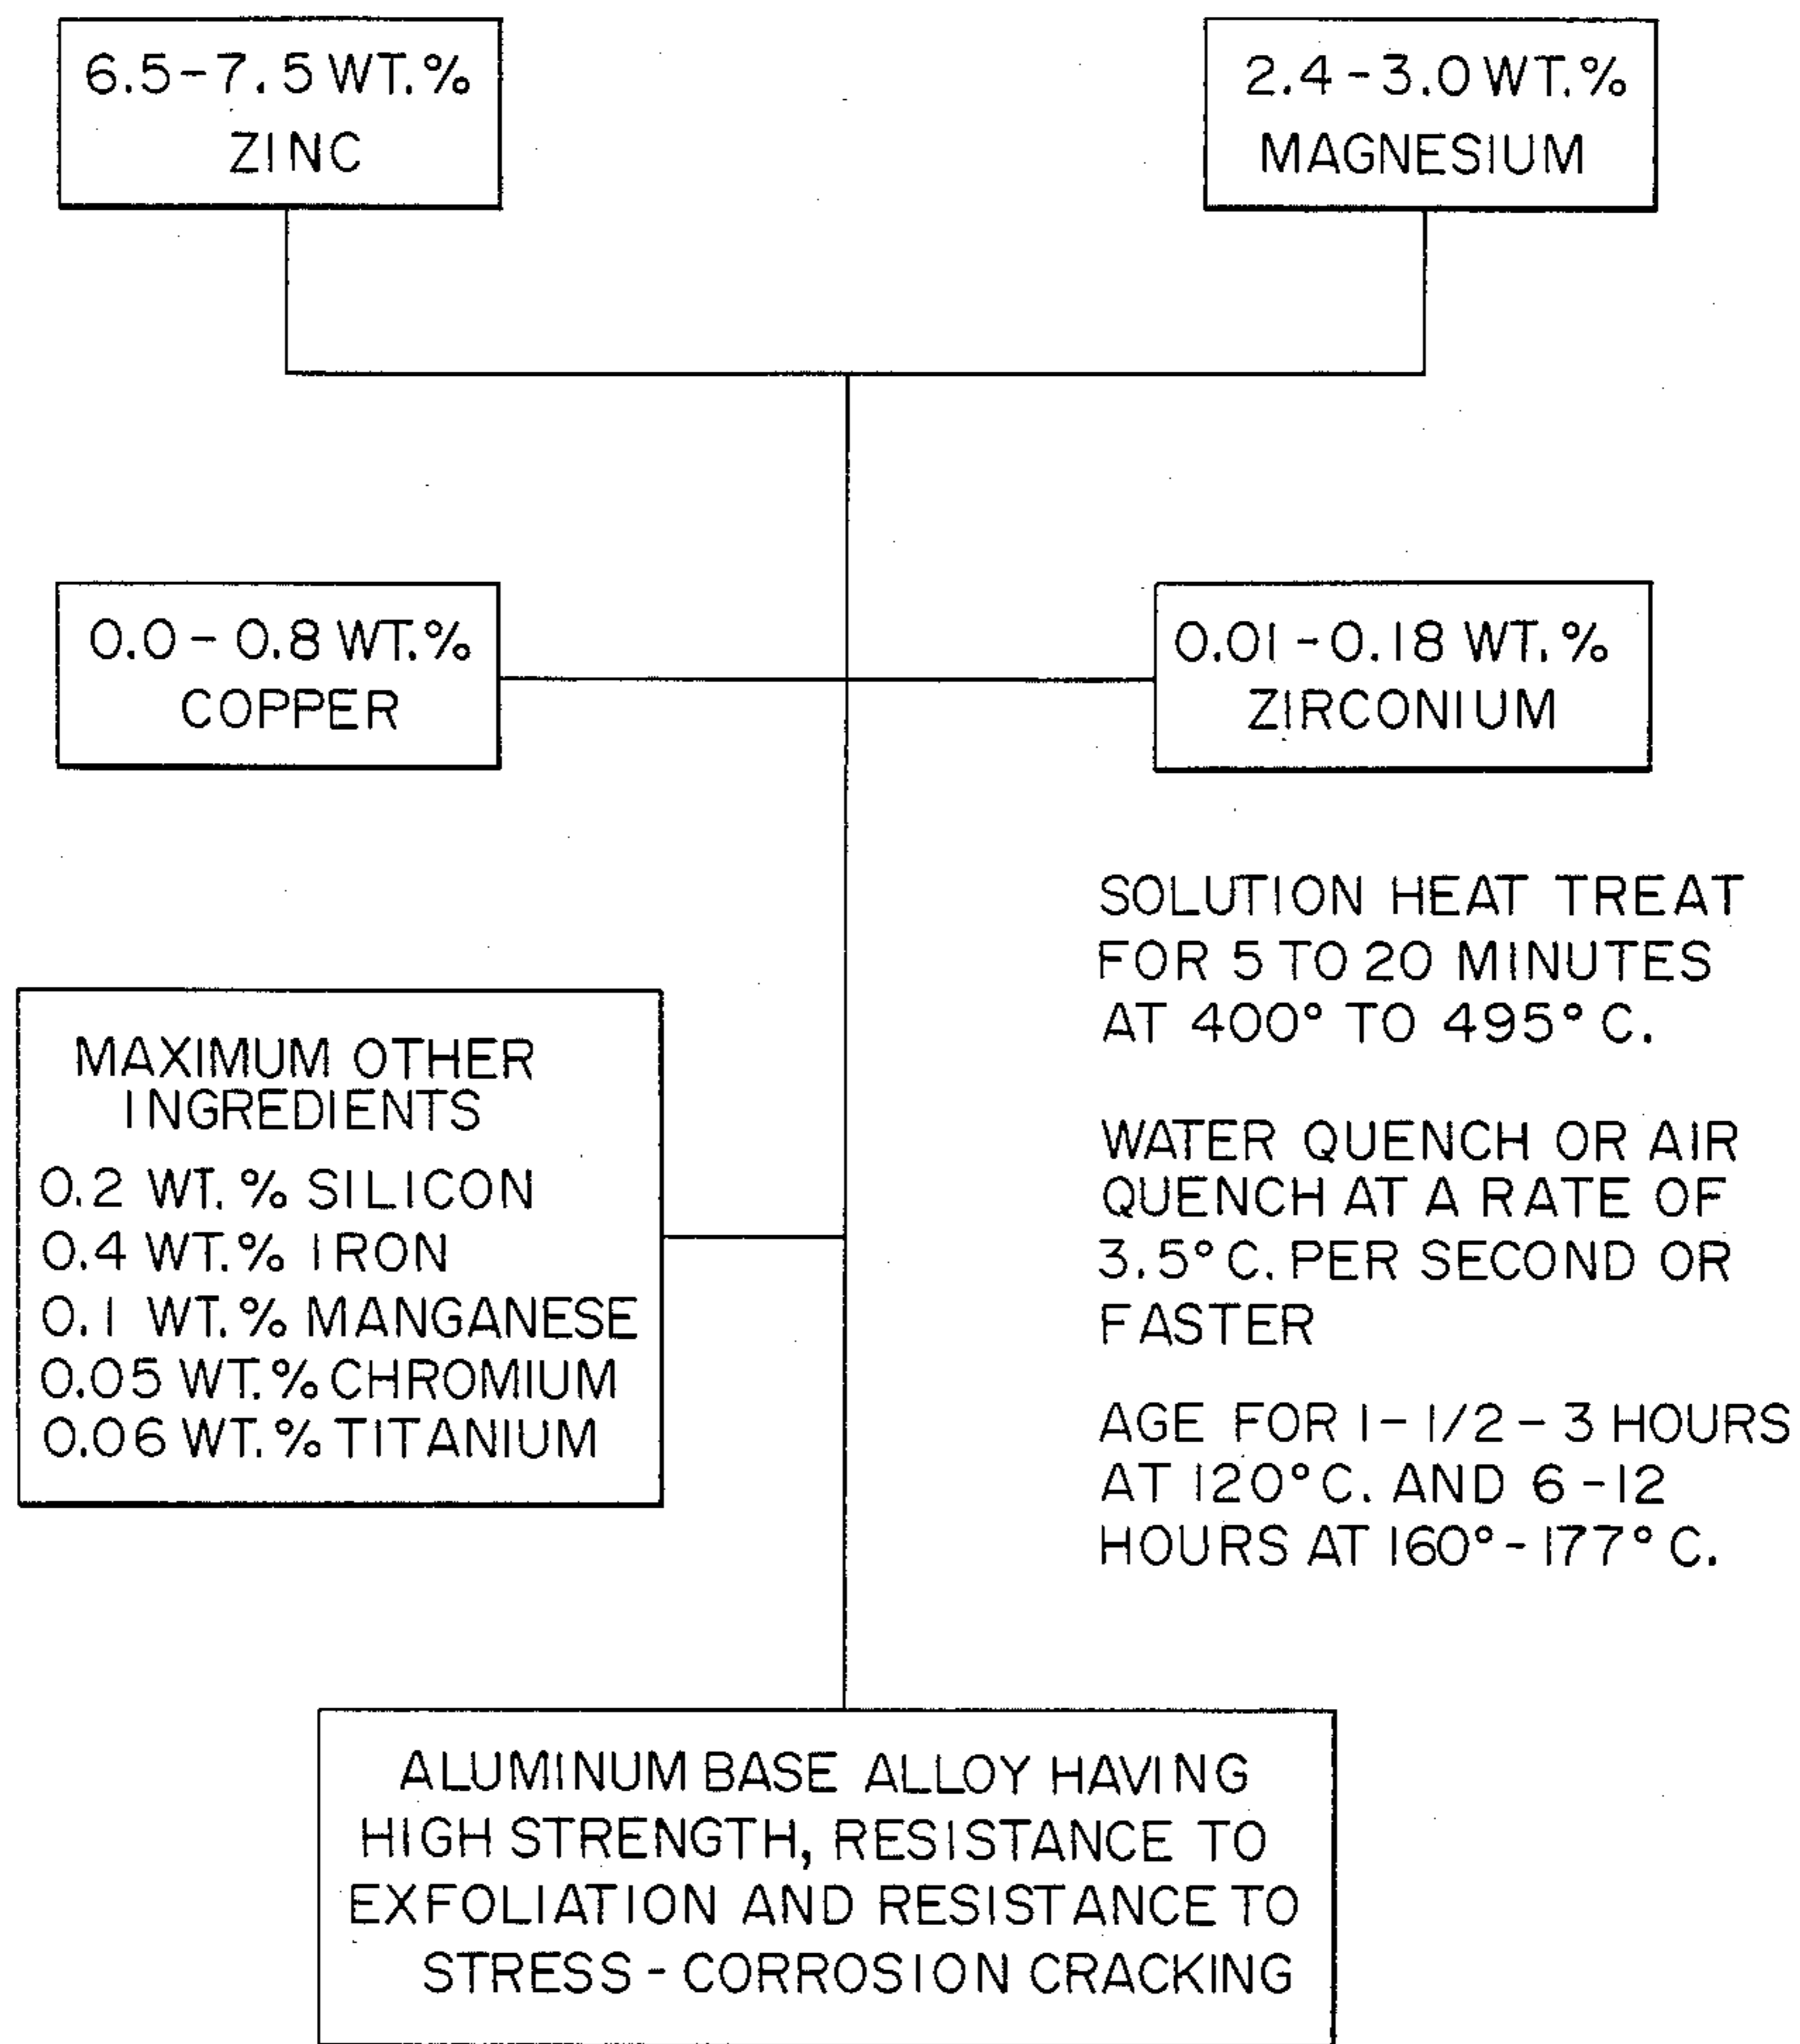 6.5-7.5 WT.%
ZINC
2.4-3.0 WT.%
MAGNESIUM
0.0-0.8 WT.%
COPPER
0.01-0.18 WT.%
ZIRCONIUM
MAXIMUM OTHER
INGREDIENTS
0.2 WT.% SILICON
0.4 WT.% IRON
0.1 WT.% MANGANESE
0.05 WT.% CHROMIUM
0.06 WT.% TITANIUM
SOLUTION HEAT TREAT
FOR 5 TO 20 MINUTES
AT 400° TO 495° C.
WATER QUENCH OR AIR
QUENCH AT A RATE OF
3.5° C. PER SECOND OR
FASTER
AGE FOR 1-1/2-3 HOURS
AT 120° C. AND 6-12
HOURS AT 160°-177° C.
ALUMINUM BASE ALLOY HAVING
HIGH STRENGTH, RESISTANCE TO
EXFOLIATION AND RESISTANCE TO
STRESS-CORROSION CRACKING